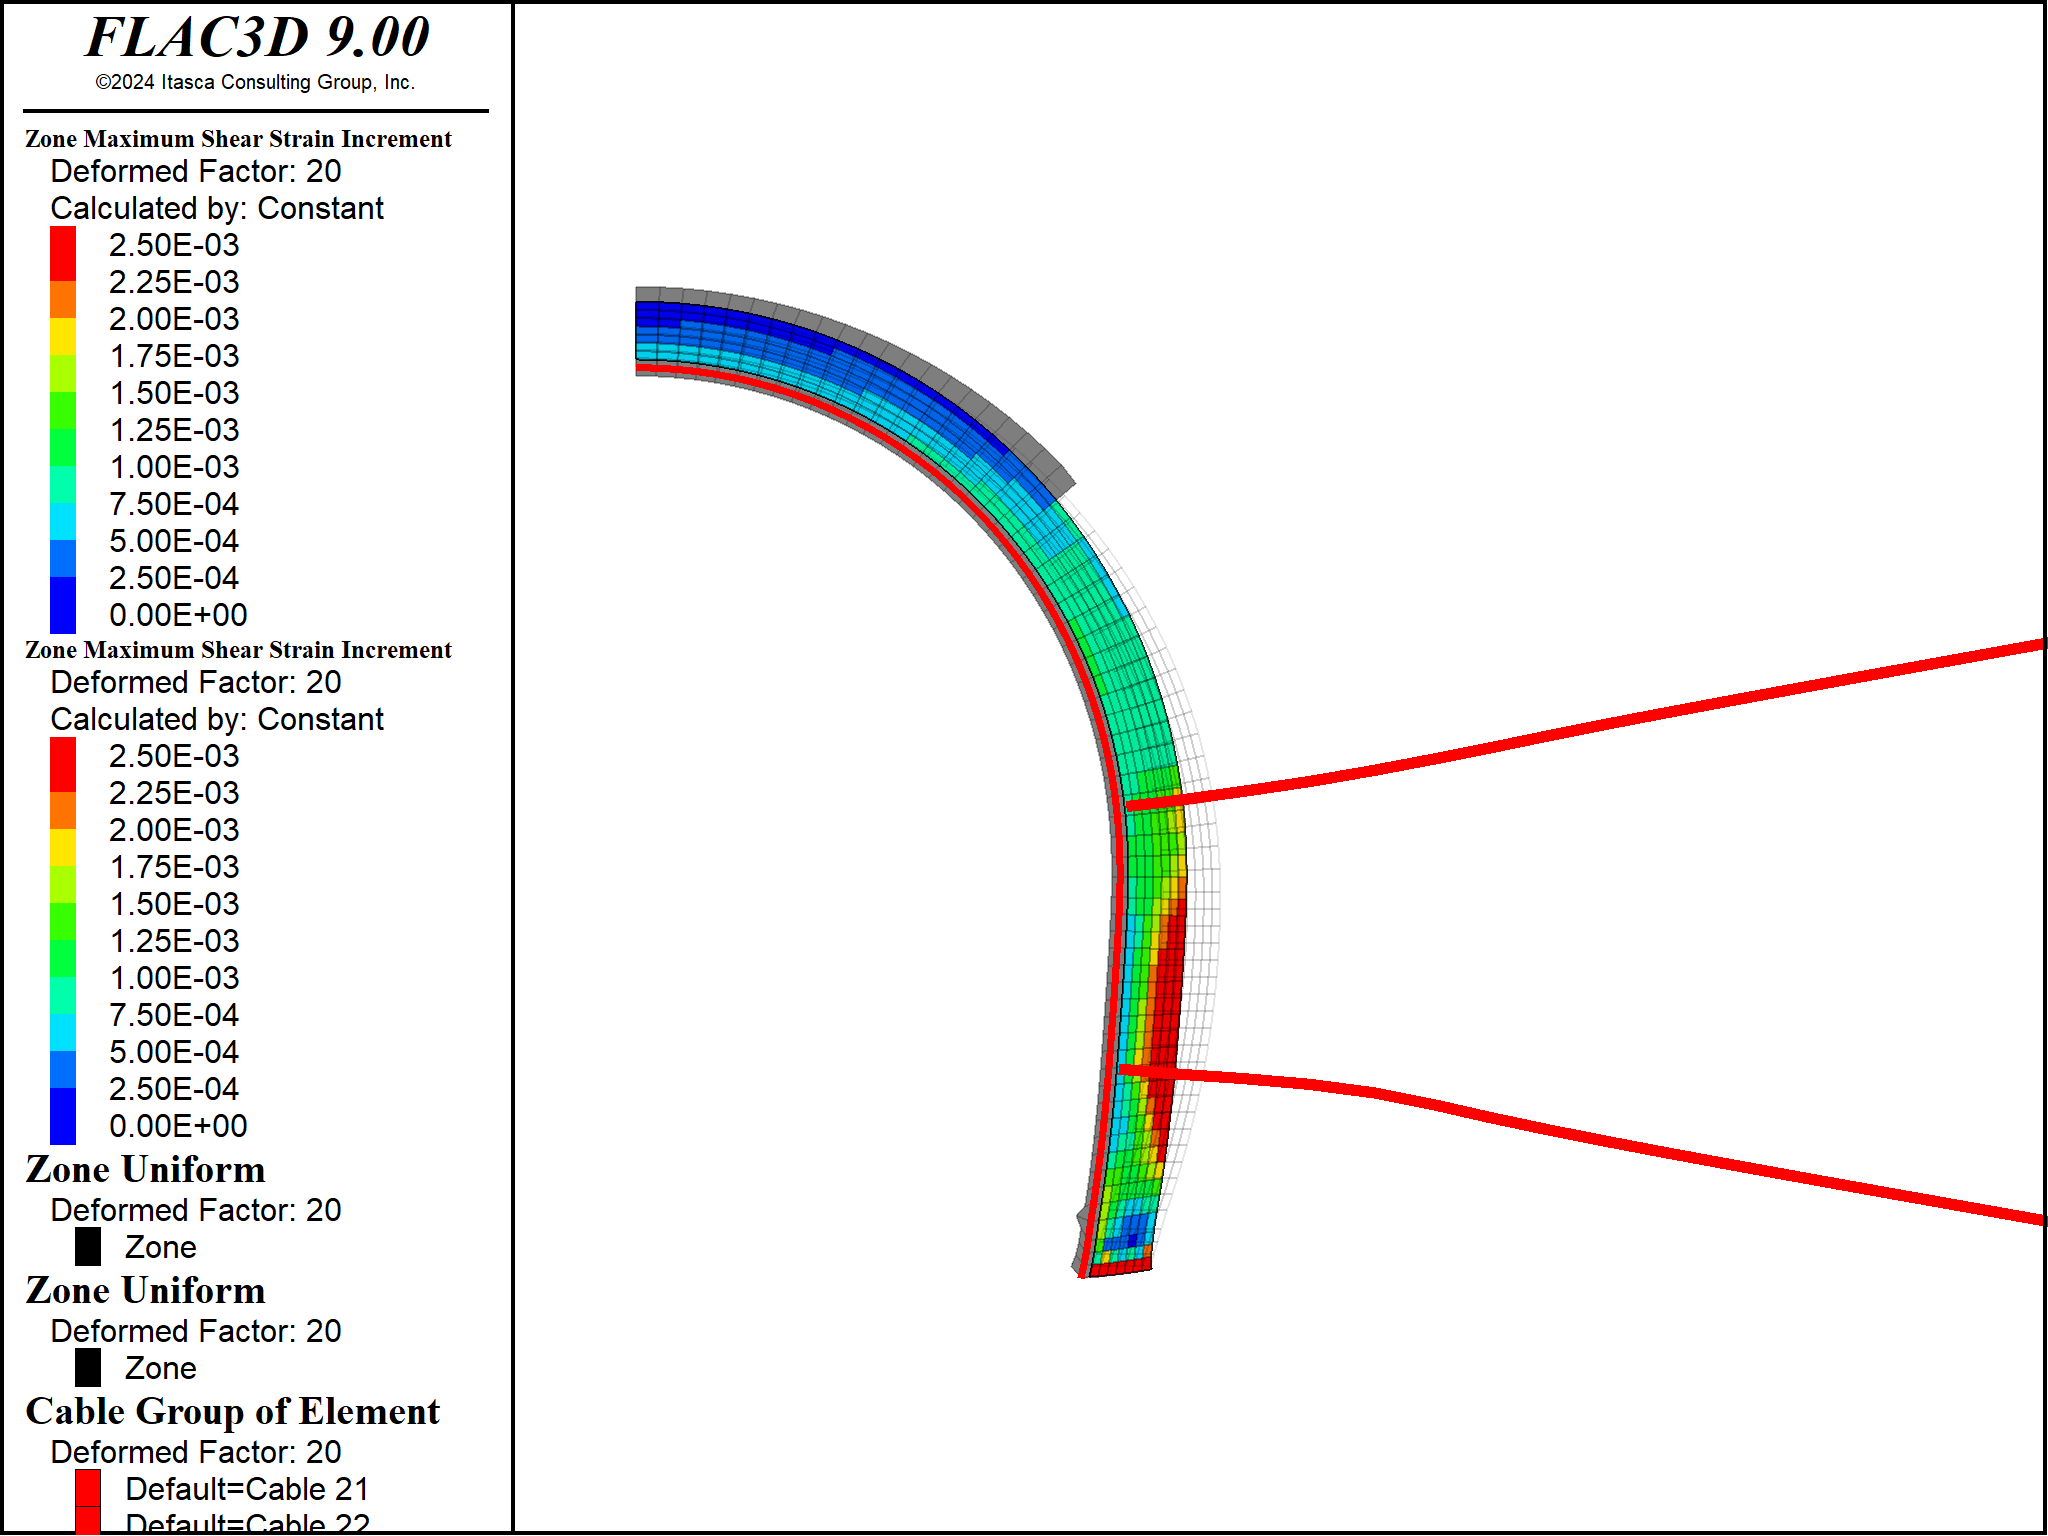 FLAC3D 9.00
©2024 Itasca Consulting Group, Inc.
Zone Maximum Shear Strain Increment
Deformed Factor: 20
Calculated by: Constant
2.50E-03
2.25E-03
2.00E-03
1.75E-03
1.50E-03
1.25E-03
1.00E-03
7.50E-04
5.00E-04
2.50E-04
0.00E+00
Zone Maximum Shear Strain Increment
Deformed Factor: 20
Calculated by: Constant
2.50E-03
2.25E-03
2.00E-03
1.75E-03
1.50E-03
1.25E-03
1.00E-03
7.50E-04
5.00E-04
2.50E-04
0.00E+00
Zone Uniform
Deformed Factor: 20
Zone
Zone Uniform
Deformed Factor: 20
Zone
Cable Group of Element
Deformed Factor: 20
Default=Cable 21
Default=Cable 22